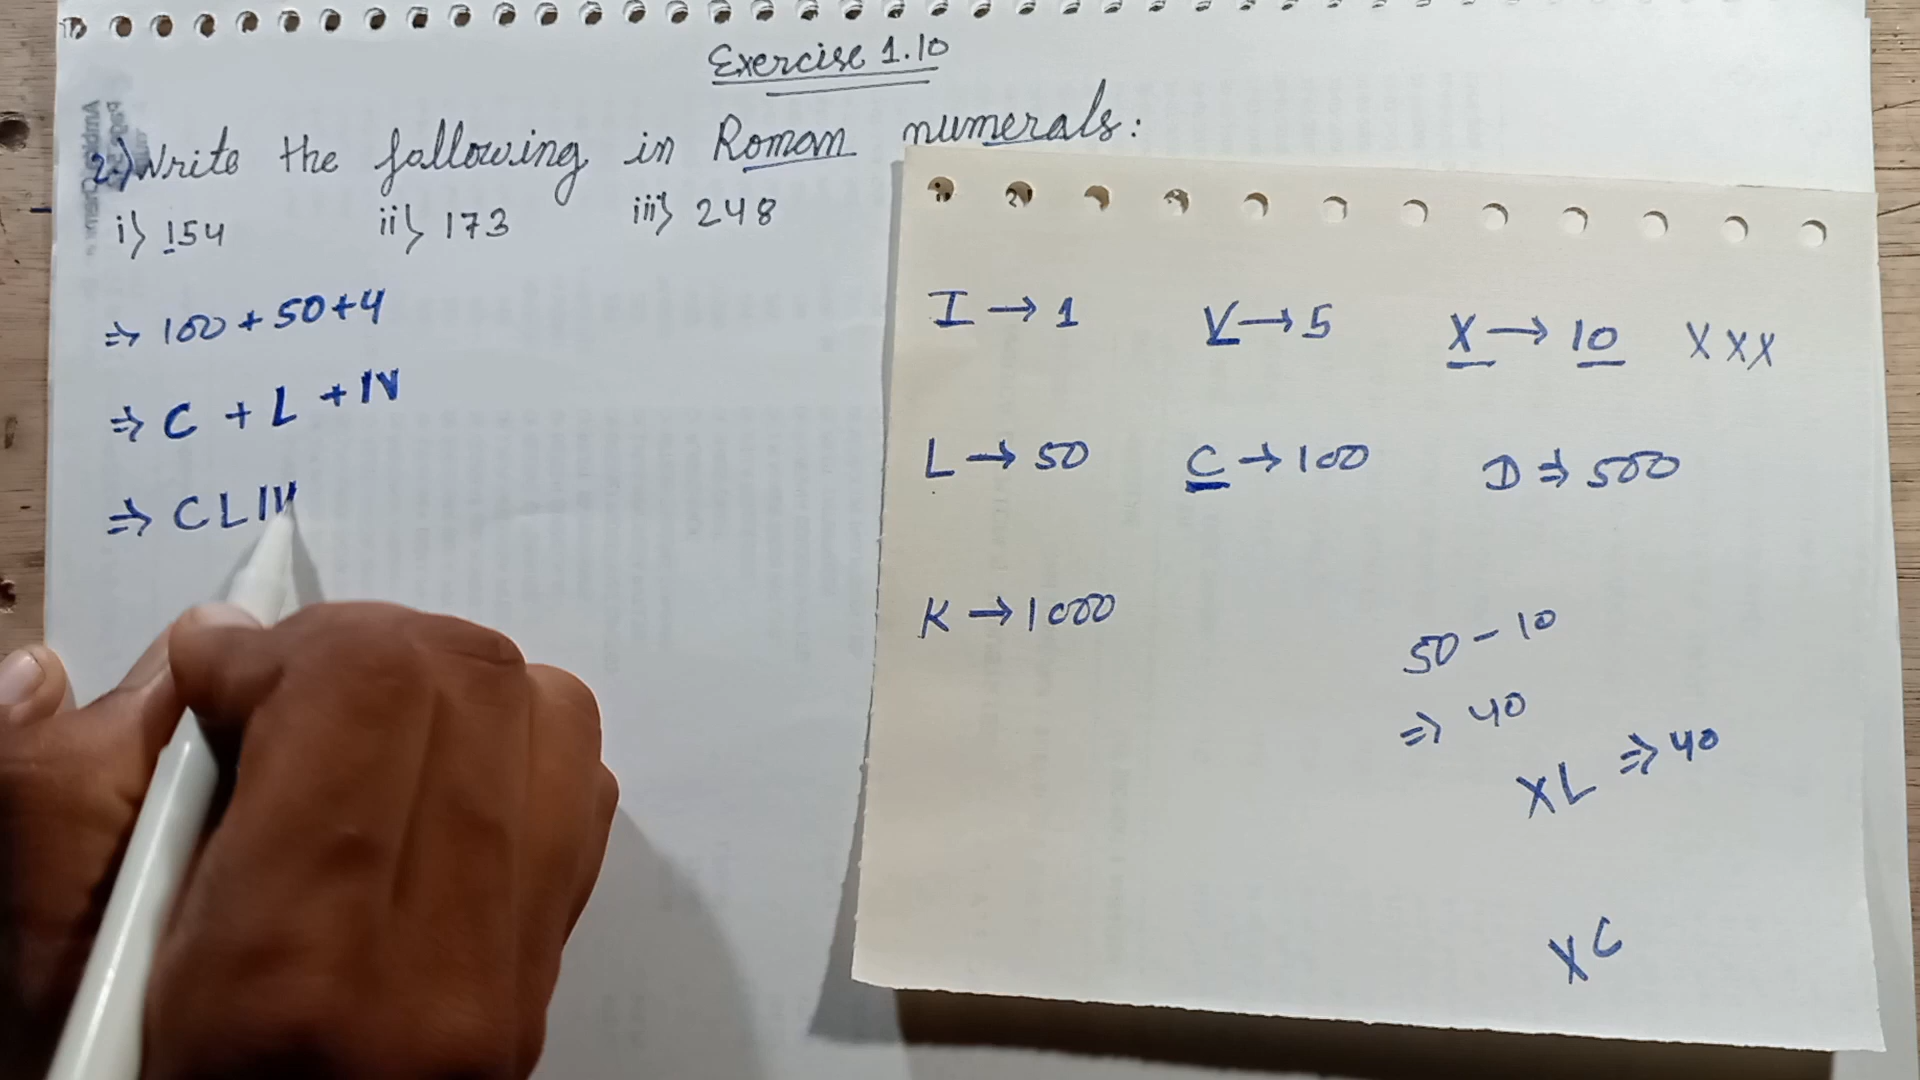 Exercise 1.10
2.) Write the following in Roman numerals:
i) 154 ii) 173 iii) 248
⇒ 100 + 50 + 4
⇒ C + L + IV
⇒ CLIV
I → 1 V → 5 X → 10 XXX
L → 50 C → 100 D ⇒ 500
K → 1000
50 - 10
⇒ 40
XL ⇒ 40
XC